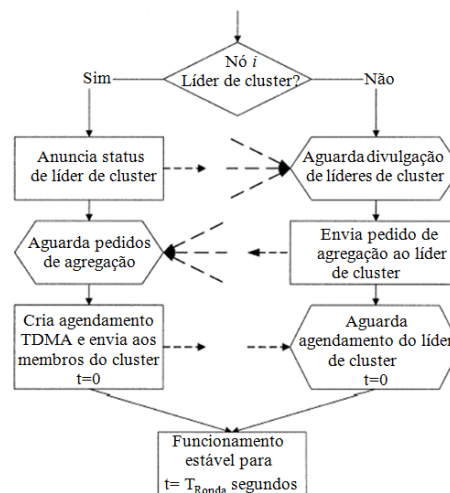 Nó i
Líder de cluster?
Sim
Não
Anuncia status
de líder de cluster
Aguarda divulgação
de líderes de cluster
Aguarda pedidos
de agregação
Envia pedido de
agregação ao líder
de cluster
Cria agendamento
TDMA e envia aos
membros do cluster
t=0
Aguarda
agendamento do líder
de cluster
t=0
Funcionamento
estável para
t= TRonda segundos